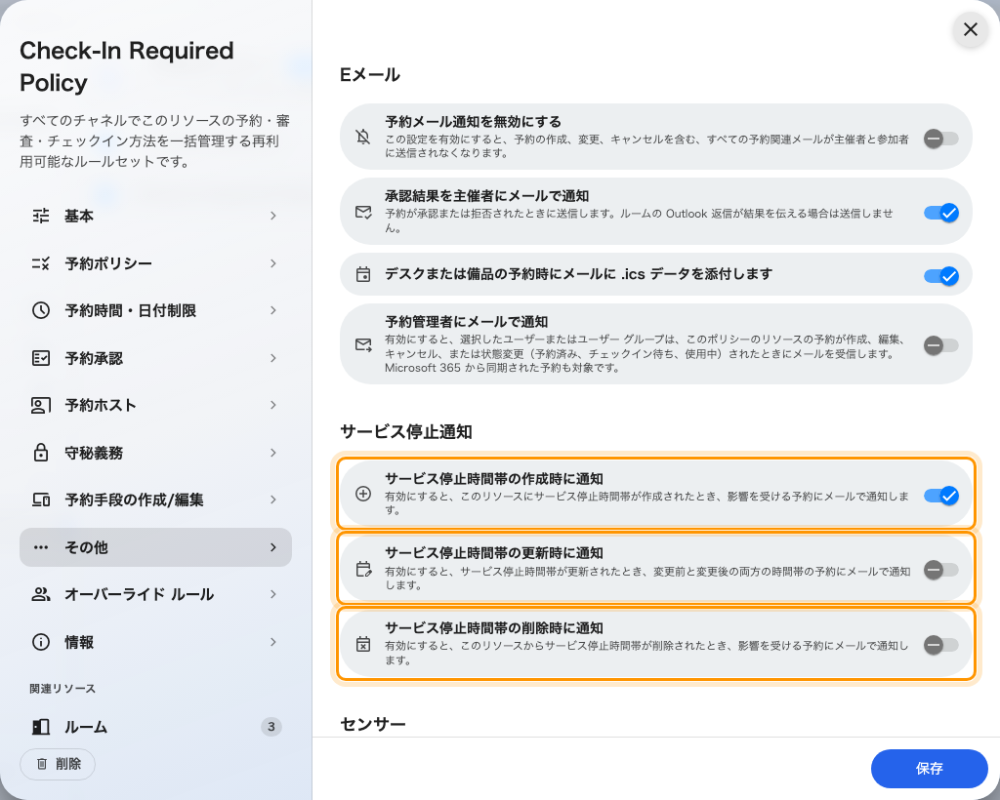 Check-In Required
Policy
すべてのチャネルでこのリソースの予約・審
査・チェックイン方法を一括管理する再利
用可能なルールセットです。
基本
予約ポリシー
予約時間・日付制限
予約承認
予約ホスト
守秘義務
予約手段の作成/編集
その他
オーバーライド ルール
情報
関連リソース
ルーム 3
削除
Eメール
予約メール通知を無効にする
この設定を有効にすると、予約の作成、変更、キャンセルを含む、すべての予約関連メールが主催者と参加者
に送信されなくなります。
承認結果を主催者にメールで通知
予約が承認または拒否されたときに送信します。ルームの Outlook 返信が結果を伝える場合は送信しませ
ん。
デスクまたは備品の予約時にメールに .ics データを添付します
予約管理者にメールで通知
有効にすると、選択したユーザーまたはユーザー グループは、このポリシーのリソースの予約が作成、編集、
キャンセル、または状態変更（予約済み、チェックイン待ち、使用中）されたときにメールを受信します。
Microsoft 365 から同期された予約も対象です。
サービス停止通知
サービス停止時間帯の作成時に通知
有効にすると、このリソースにサービス停止時間帯が作成されたとき、影響を受ける予約にメールで通知しま
す。
サービス停止時間帯の更新時に通知
有効にすると、サービス停止時間帯が更新されたとき、変更前と変更後の両方の時間帯の予約にメールで通知
します。
サービス停止時間帯の削除時に通知
有効にすると、このリソースからサービス停止時間帯が削除されたとき、影響を受ける予約にメールで通知し
ます。
センサー
保存